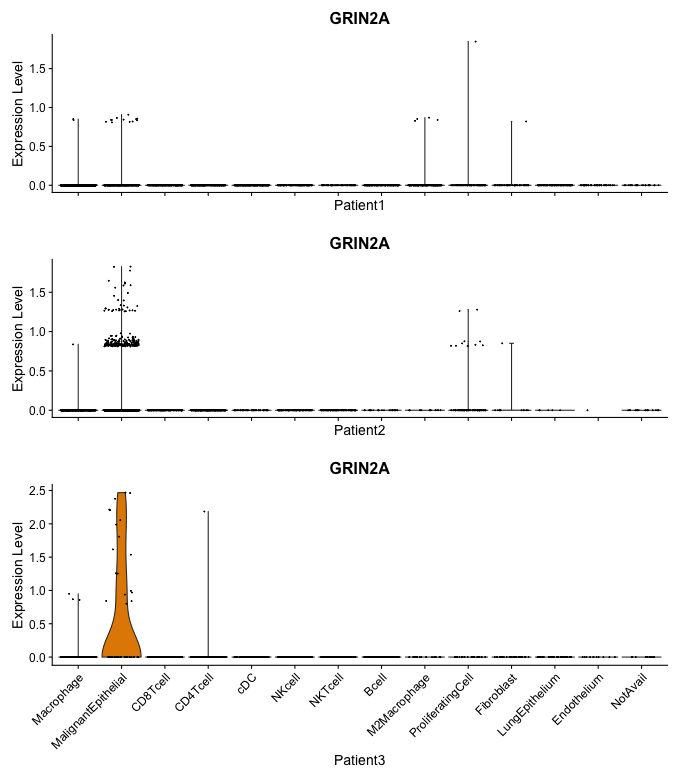 GRIN2A
Expression Level
1.5
1.0
0.5
0.0
Patient1
GRIN2A
Expression Level
1.5
1.0
0.5
0.0
Patient2
GRIN2A
Expression Level
2.5
2.0
1.5
1.0
0.5
0.0
Macrophage
MalignantEpithelial
CD8Tcell
CD4Tcell
cDC
NKcell
NKTcell
Bcell
M2Macrophage
ProliferatingCell
Fibroblast
LungEpithelium
Endothelium
NotAvail
Patient3